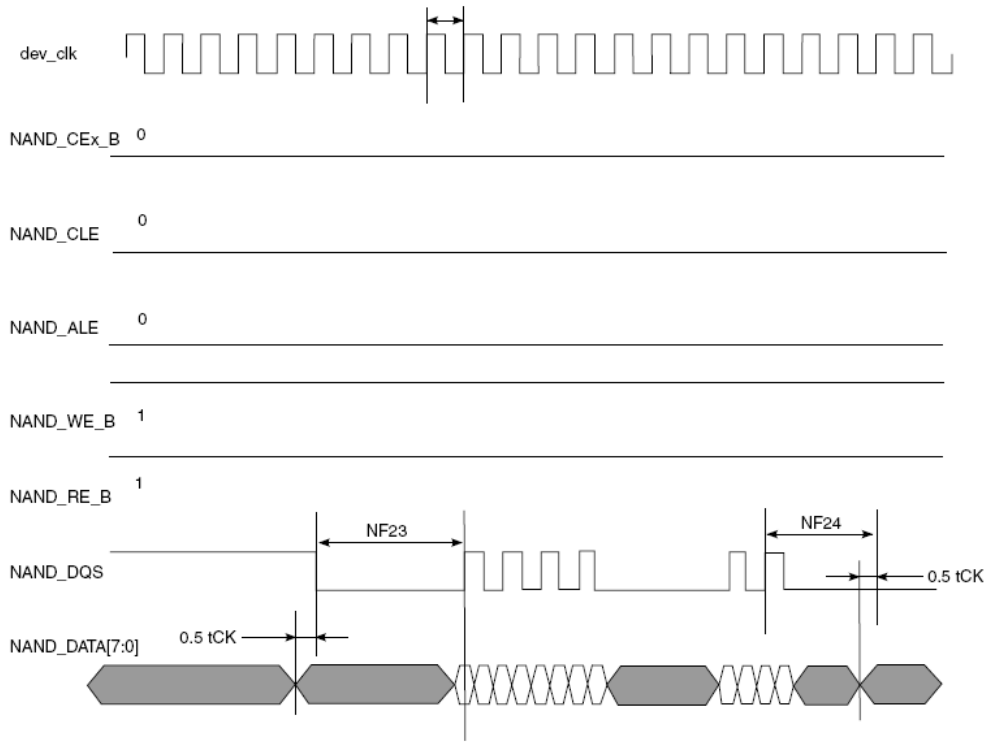 dev_clk
NAND_CEx_B 0
NAND_CLE 0
NAND_ALE 0
NAND_WE_B 1
NAND_RE_B 1
NF23
NF24
NAND_DQS
0.5 tCK
0.5 tCK
NAND_DATA[7:0]